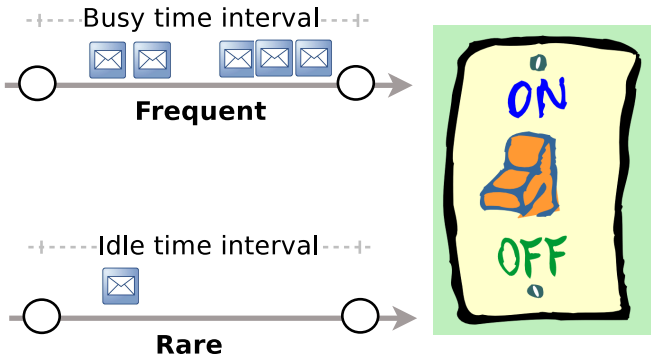 Busy time interval
Frequent
Idle time interval
Rare
ON
OFF